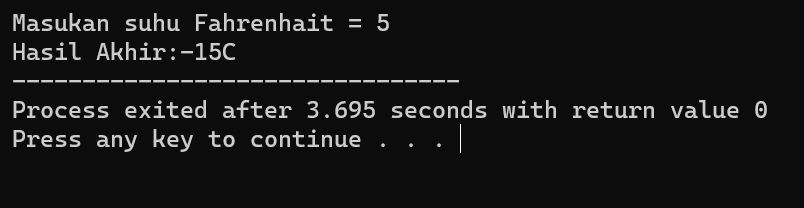 Masukan suhu Fahrenhait = 5
Hasil Akhir:-15C
--------------------------------
Process exited after 3.695 seconds with return value 0
Press any key to continue . . .